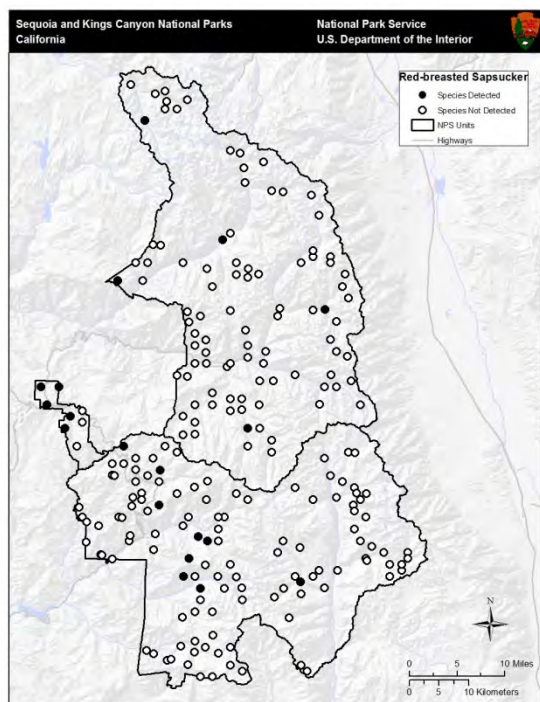 Sequoia and Kings Canyon National Parks
California
National Park Service
U.S. Department of the Interior
Red-breasted Sapsucker
Species Detected
Species Not Detected
NPS Units
Highways
N
0 5 10 Miles
0 5 10 Kilometers